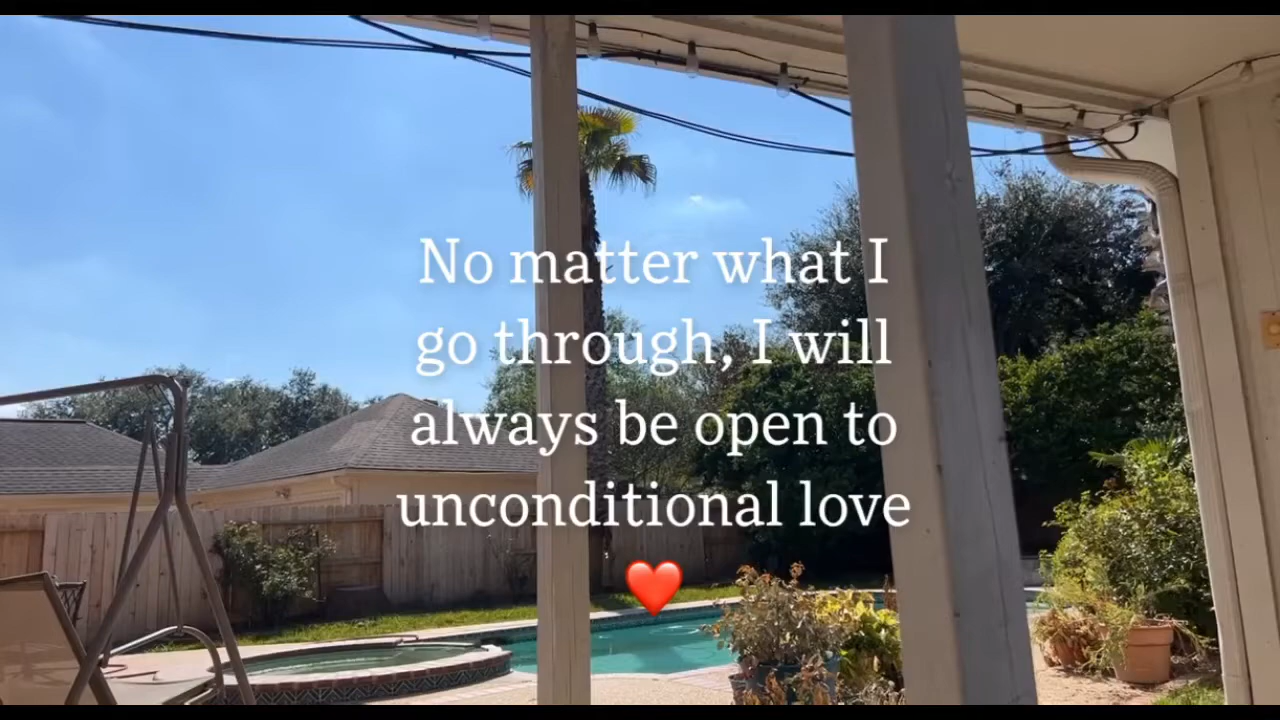 No matter what I
go through, I will
always be open to
unconditional love
❤️